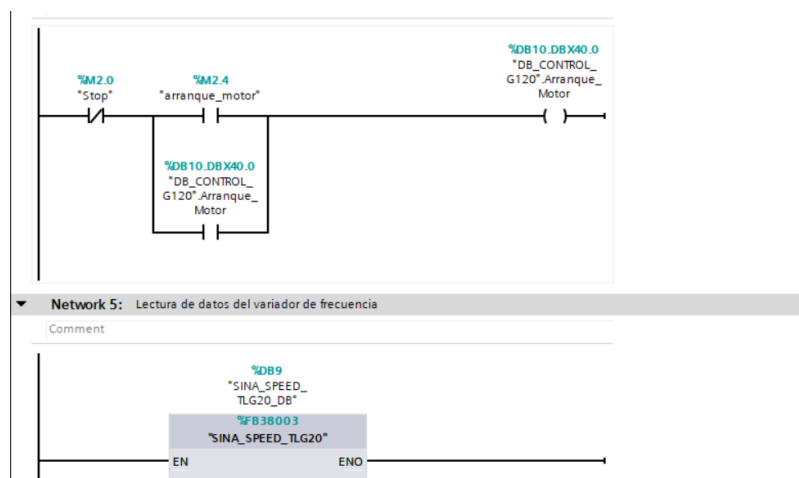 %DB10.DBX40.0
"DB_CONTROL_
G120".Arranque_
Motor
%M2.0
"Stop"
%M2.4
"arranque_motor"
%DB10.DBX40.0
"DB_CONTROL_
G120".Arranque_
Motor
Network 5: Lectura de datos del variador de frecuencia
Comment
%DB9
"SINA_SPEED_
TLG20_DB"
%FB38003
"SINA_SPEED_TLG20"
EN ENO